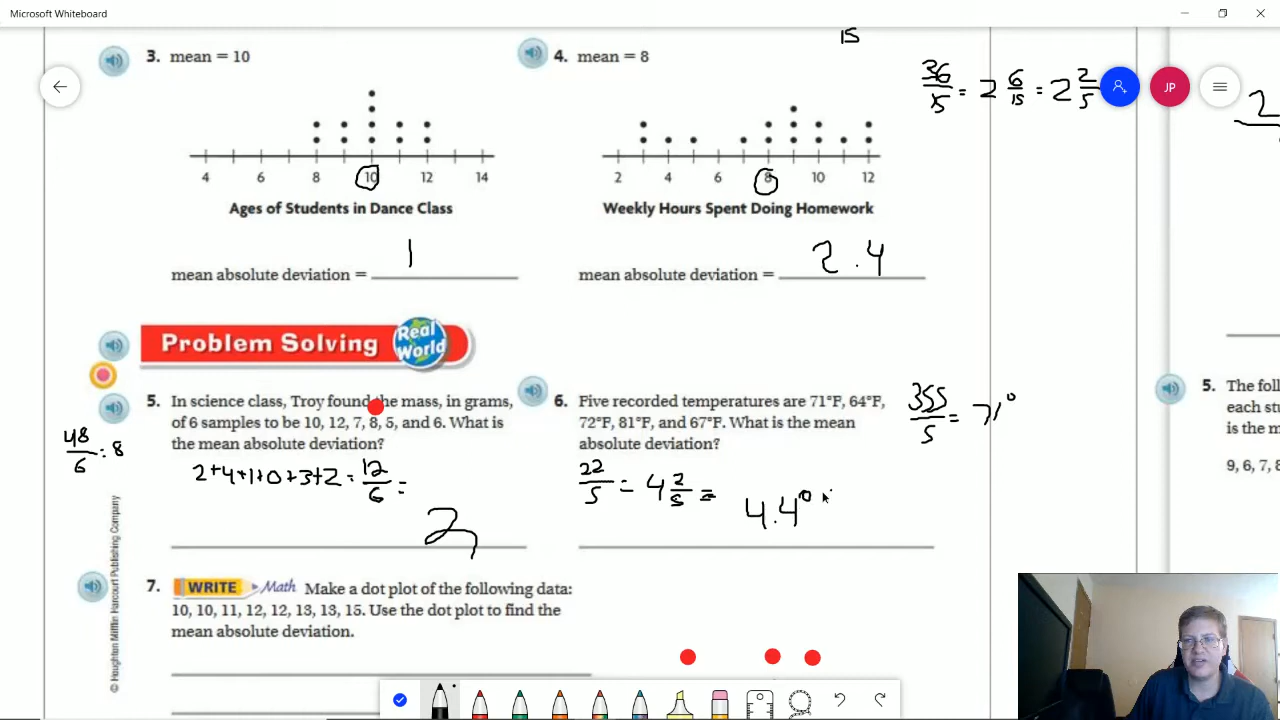 Microsoft Whiteboard
15
3. mean = 10
4. mean = 8
36/15 = 2 6/15 = 2 2/5
JP
2
4 6 8 10 12 14
2 4 6 8 10 12
Ages of Students in Dance Class
Weekly Hours Spent Doing Homework
mean absolute deviation = 1
mean absolute deviation = 2.4
Problem Solving Real World
5. In science class, Troy found the mass, in grams,
of 6 samples to be 10, 12, 7, 8, 5, and 6. What is
the mean absolute deviation?
48/6 = 8
2+4+1+0+3+2 = 12/6 =
2
6. Five recorded temperatures are 71°F, 64°F,
72°F, 81°F, and 67°F. What is the mean
absolute deviation?
355/5 = 71°
22/5 = 4 2/5 = 4.4°
5. The foll
each stu
is the m
9, 6, 7, 8
7. WRITE Math Make a dot plot of the following data:
10, 10, 11, 12, 12, 13, 13, 15. Use the dot plot to find the
mean absolute deviation.
© Houghton Mifflin Harcourt Publishing Company